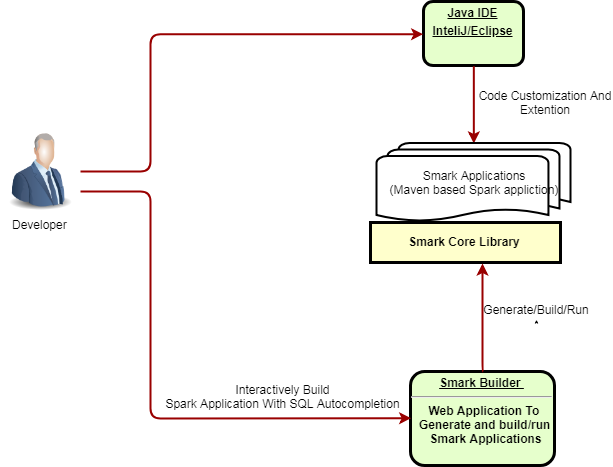 Java IDE
InteliJ/Eclipse
Code Customization And
Extention
Smark Applications
(Maven based Spark appliction)
Developer
Smark Core Library
Generate/Build/Run
*
Interactively Build
Spark Application With SQL Autocompletion
Smark Builder
Web Application To
Generate and build/run
Smark Applications